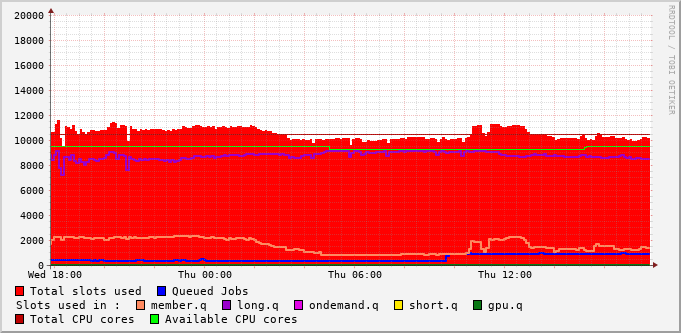 20000
18000
16000
14000
12000
10000
8000
6000
4000
2000
0
Wed 18:00 Thu 00:00 Thu 06:00 Thu 12:00
Total slots used Queued Jobs
Slots used in : member.q long.q ondemand.q short.q gpu.q
Total CPU cores Available CPU cores
RRDTOOL / TOBI OETIKER